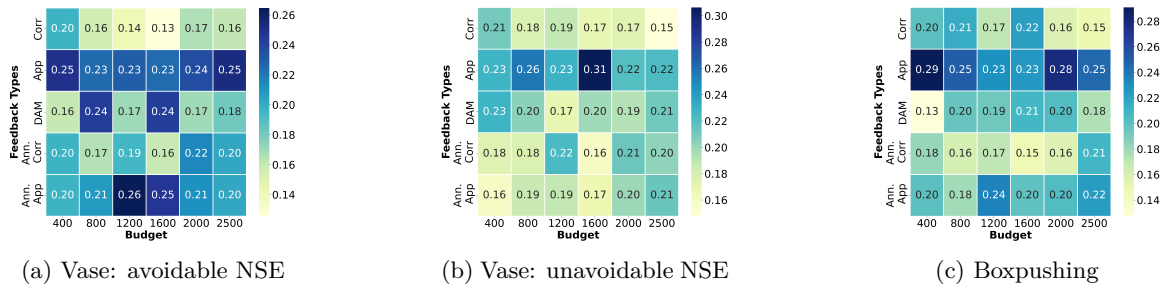 Feedback Types
Corr 0.20 0.16 0.14 0.13 0.17 0.16
App 0.25 0.23 0.23 0.23 0.24 0.25
DAM 0.16 0.24 0.17 0.24 0.17 0.18
Ann. Corr 0.20 0.17 0.19 0.16 0.22 0.20
Ann. App 0.20 0.21 0.26 0.25 0.21 0.20
400 800 1200 1600 2000 2500
Budget
0.26
0.24
0.22
0.20
0.18
0.16
0.14
(a) Vase: avoidable NSE
Feedback Types
Corr 0.21 0.18 0.19 0.17 0.17 0.15
App 0.23 0.26 0.23 0.31 0.22 0.22
DAM 0.23 0.20 0.17 0.20 0.19 0.21
Ann. Corr 0.18 0.18 0.22 0.16 0.21 0.20
Ann. App 0.16 0.19 0.19 0.17 0.20 0.21
400 800 1200 1600 2000 2500
Budget
0.30
0.28
0.26
0.24
0.22
0.20
0.18
0.16
(b) Vase: unavoidable NSE
Feedback Types
Corr 0.20 0.21 0.17 0.22 0.16 0.15
App 0.29 0.25 0.23 0.23 0.28 0.25
DAM 0.13 0.20 0.19 0.21 0.20 0.18
Ann. Corr 0.18 0.16 0.17 0.15 0.16 0.21
Ann. App 0.20 0.18 0.24 0.20 0.20 0.22
400 800 1200 1600 2000 2500
Budget
0.28
0.26
0.24
0.22
0.20
0.18
0.16
0.14
(c) Boxpushing